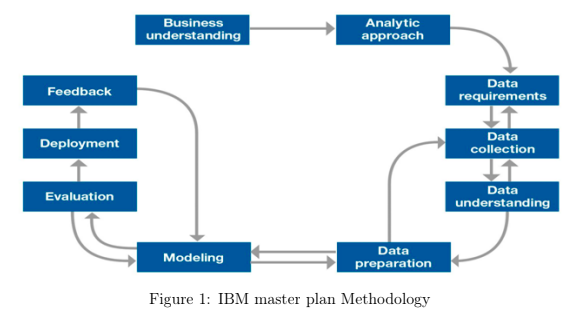 Business
understanding
Analytic
approach
Data
requirements
Data
collection
Data
understanding
Data
preparation
Modeling
Evaluation
Deployment
Feedback
Figure 1: IBM master plan Methodology